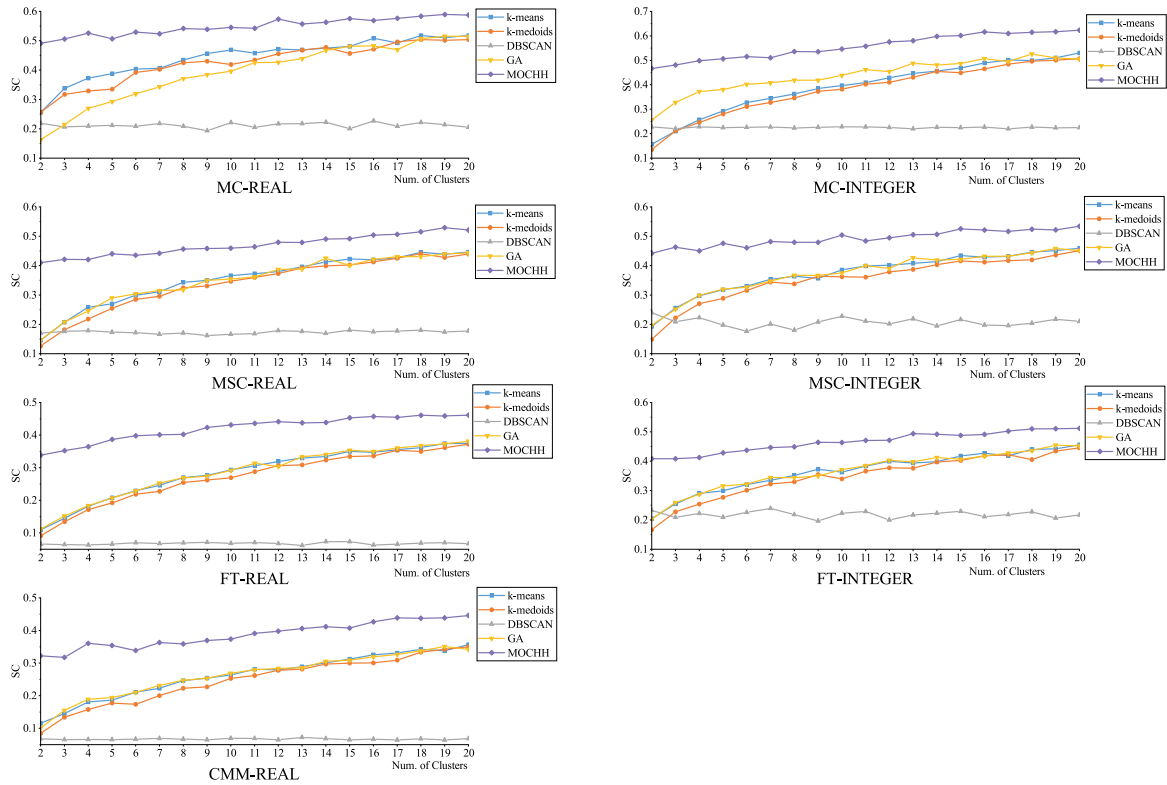 0.6
0.5
0.4
0.3
0.2
0.1
SC
2 3 4 5 6 7 8 9 10 11 12 13 14 15 16 17 18 19 20
MC-REAL
Num. of Clusters
k-means
k-medoids
DBSCAN
GA
MOCHH
0.7
0.6
0.5
0.4
0.3
0.2
0.1
SC
2 3 4 5 6 7 8 9 10 11 12 13 14 15 16 17 18 19 20
MC-INTEGER
Num. of Clusters
k-means
k-medoids
DBSCAN
GA
MOCHH
0.6
0.5
0.4
0.3
0.2
0.1
SC
2 3 4 5 6 7 8 9 10 11 12 13 14 15 16 17 18 19 20
MSC-REAL
Num. of Clusters
k-means
k-medoids
DBSCAN
GA
MOCHH
0.6
0.5
0.4
0.3
0.2
0.1
SC
2 3 4 5 6 7 8 9 10 11 12 13 14 15 16 17 18 19 20
MSC-INTEGER
Num. of Clusters
k-means
k-medoids
DBSCAN
GA
MOCHH
0.5
0.4
0.3
0.2
0.1
SC
2 3 4 5 6 7 8 9 10 11 12 13 14 15 16 17 18 19 20
FT-REAL
Num. of Clusters
k-means
k-medoids
DBSCAN
GA
MOCHH
0.6
0.5
0.4
0.3
0.2
0.1
SC
2 3 4 5 6 7 8 9 10 11 12 13 14 15 16 17 18 19 20
FT-INTEGER
Num. of Clusters
k-means
k-medoids
DBSCAN
GA
MOCHH
0.5
0.4
0.3
0.2
0.1
SC
2 3 4 5 6 7 8 9 10 11 12 13 14 15 16 17 18 19 20
CMM-REAL
Num. of Clusters
k-means
k-medoids
DBSCAN
GA
MOCHH